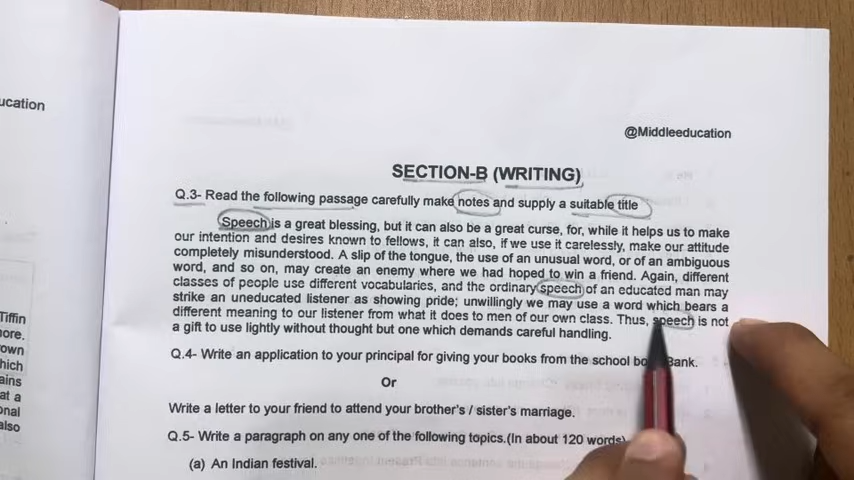 ucation
@Middleeducation
SECTION-B (WRITING)
Q.3- Read the following passage carefully make notes and supply a suitable title
Speech is a great blessing, but it can also be a great curse, for, while it helps us to make
our intention and desires known to fellows, it can also, if we use it carelessly, make our attitude
completely misunderstood. A slip of the tongue, the use of an unusual word, or of an ambiguous
word, and so on, may create an enemy where we had hoped to win a friend. Again, different
classes of people use different vocabularies, and the ordinary speech of an educated man may
strike an uneducated listener as showing pride; unwillingly we may use a word which bears a
different meaning to our listener from what it does to men of our own class. Thus, speech is not
a gift to use lightly without thought but one which demands careful handling.
Q.4- Write an application to your principal for giving your books from the school bo Bank.
Or
Write a letter to your friend to attend your brother's / sister's marriage.
Q.5- Write a paragraph on any one of the following topics.(In about 120 words)
(a) An Indian festival.
Tiffin
ore.
own
hich
ains
at a
onal
also